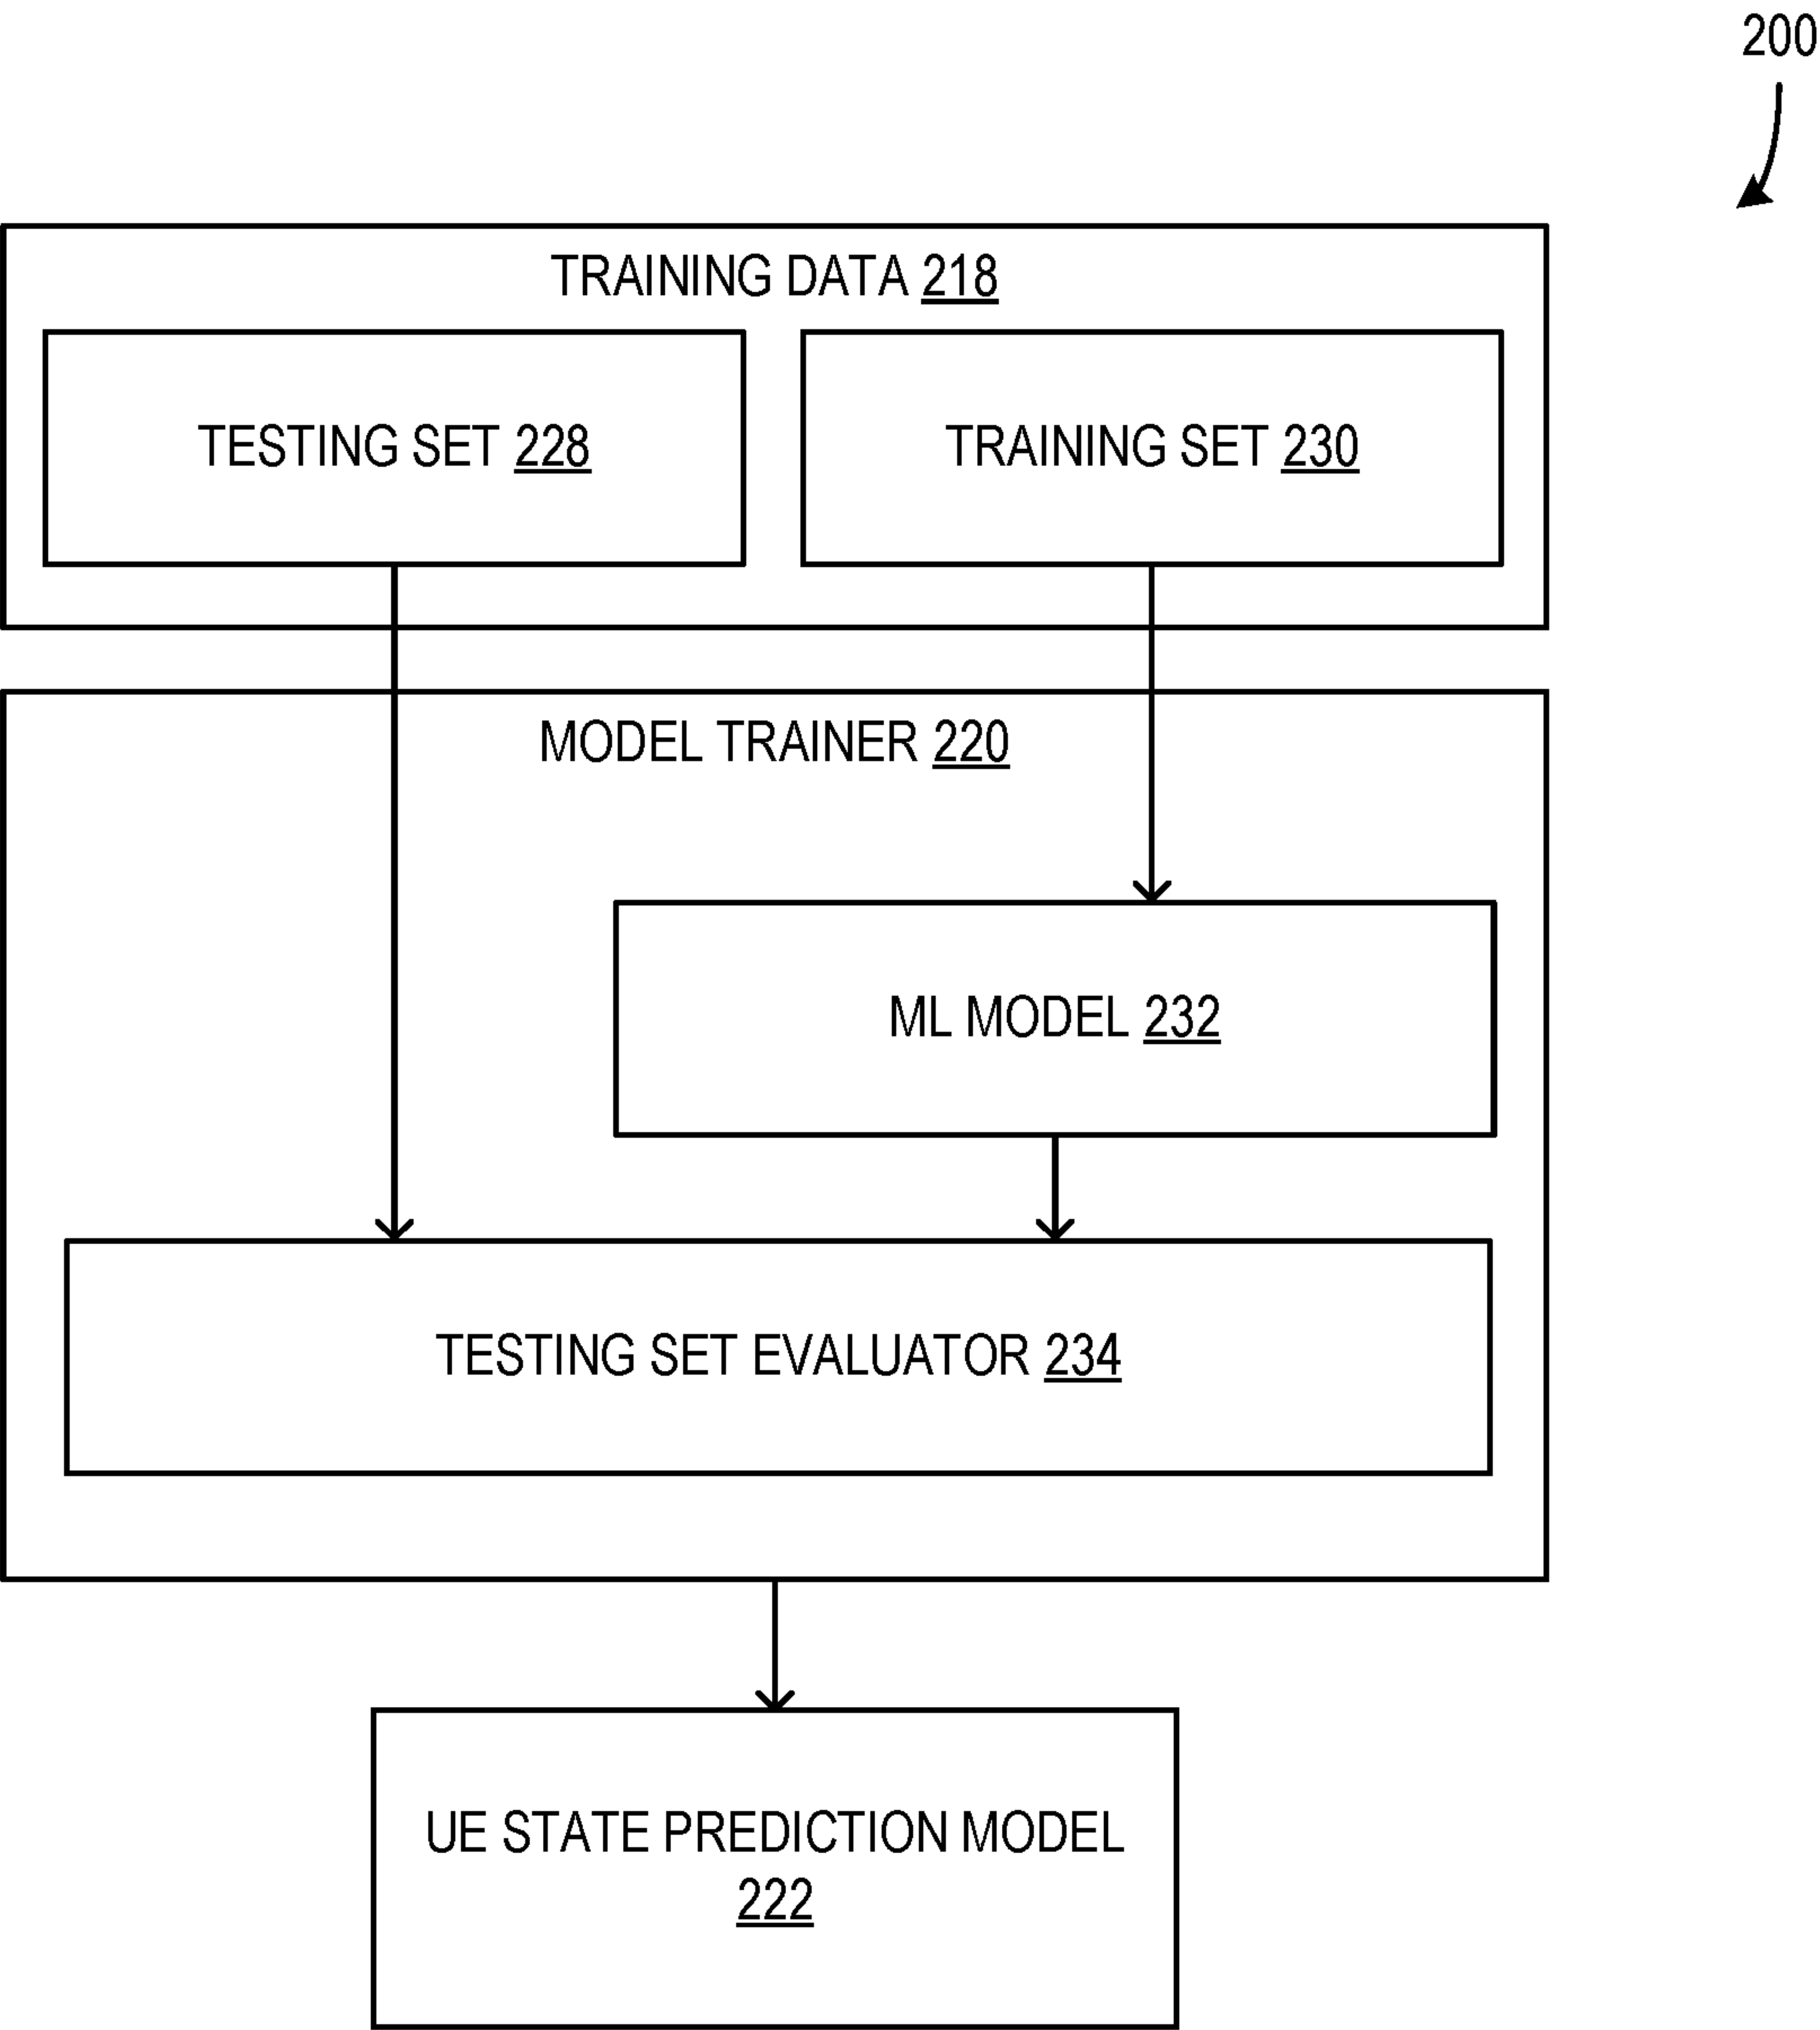 200
TRAINING DATA 218
TESTING SET 228
TRAINING SET 230
MODEL TRAINER 220
ML MODEL 232
TESTING SET EVALUATOR 234
UE STATE PREDICTION MODEL
222